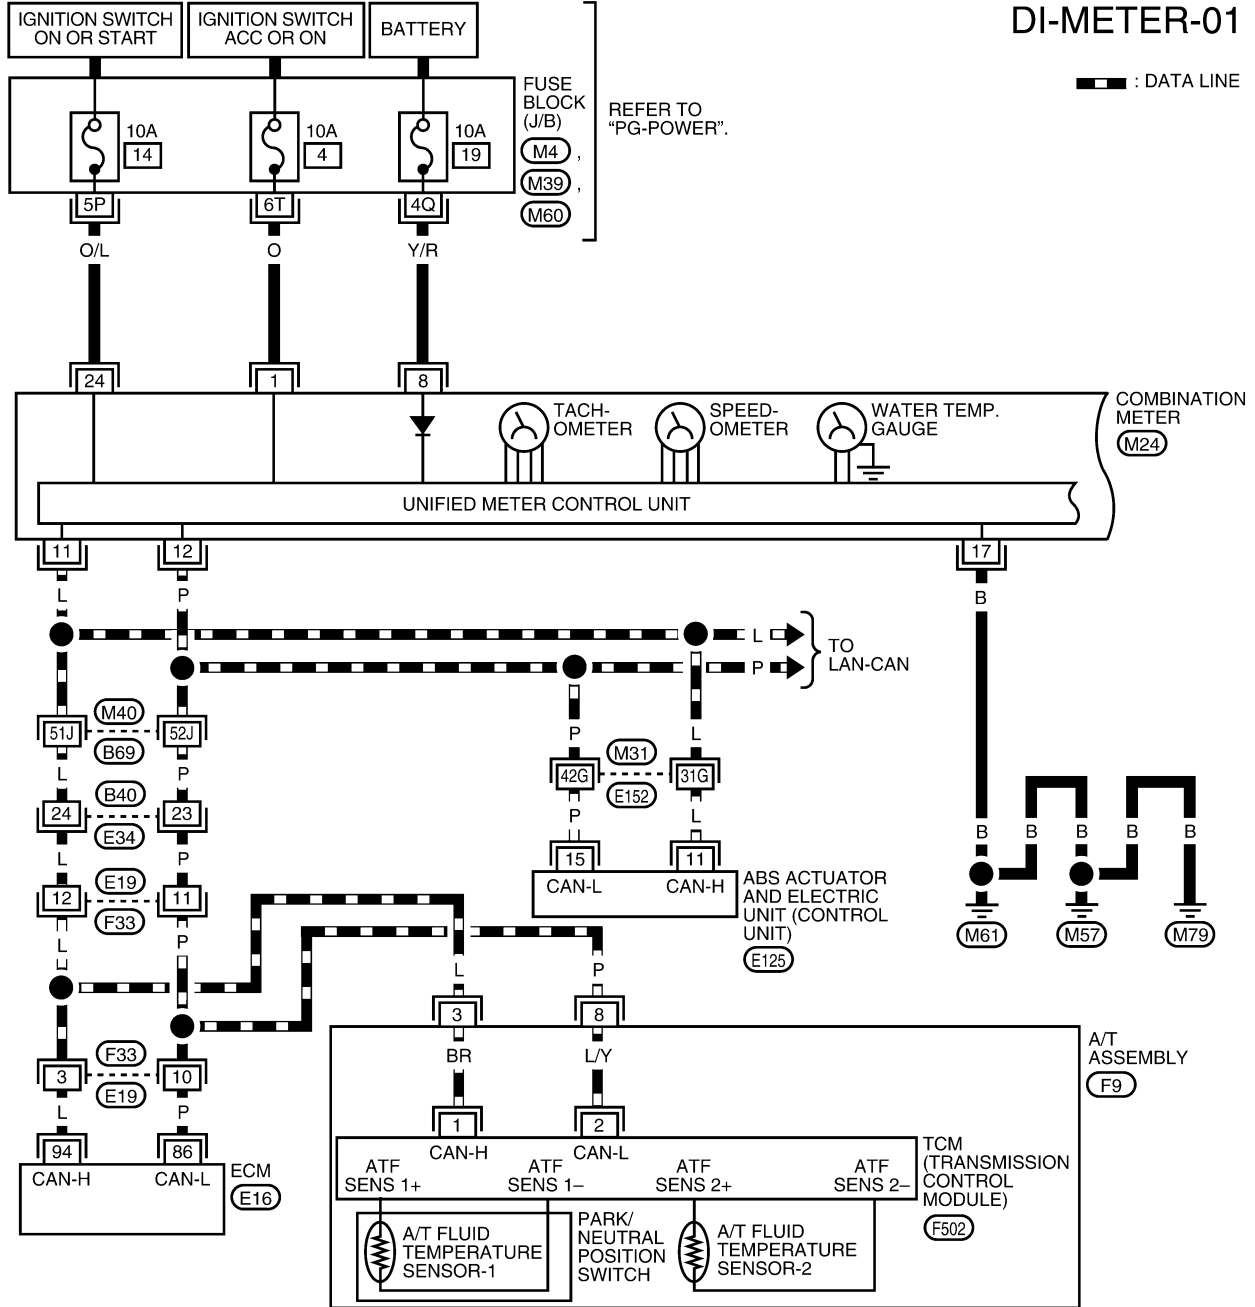 DI-METER-01
: DATA LINE
IGNITION SWITCH
ON OR START
IGNITION SWITCH
ACC OR ON
BATTERY
10A
14
10A
4
10A
19
FUSE
BLOCK
(J/B)
M4 ,
M39 ,
M60
REFER TO
“PG-POWER”.
5P
6T
4Q
O/L
O
Y/R
24
1
8
TACH-
OMETER
SPEED-
OMETER
WATER TEMP.
GAUGE
COMBINATION
METER
M24
UNIFIED METER CONTROL UNIT
11
12
17
L
P
B
L
P
TO
LAN-CAN
51J
M40
B69
52J
L
P
24
B40
E34
23
L
P
12
E19
F33
11
L
P
P
L
42G
M31
E152
31G
P
L
15
11
CAN-L
CAN-H
ABS ACTUATOR
AND ELECTRIC
UNIT (CONTROL
UNIT)
E125
B
B
B
B
B
M61
M57
M79
L
P
3
8
BR
L/Y
1
2
A/T
ASSEMBLY
F9
3
F33
E19
10
L
P
94
86
CAN-H
CAN-L
ECM
E16
CAN-H
CAN-L
ATF
SENS 1+
ATF
SENS 1–
ATF
SENS 2+
ATF
SENS 2–
TCM
(TRANSMISSION
CONTROL
MODULE)
F502
A/T FLUID
TEMPERATURE
SENSOR-1
PARK/
NEUTRAL
POSITION
SWITCH
A/T FLUID
TEMPERATURE
SENSOR-2